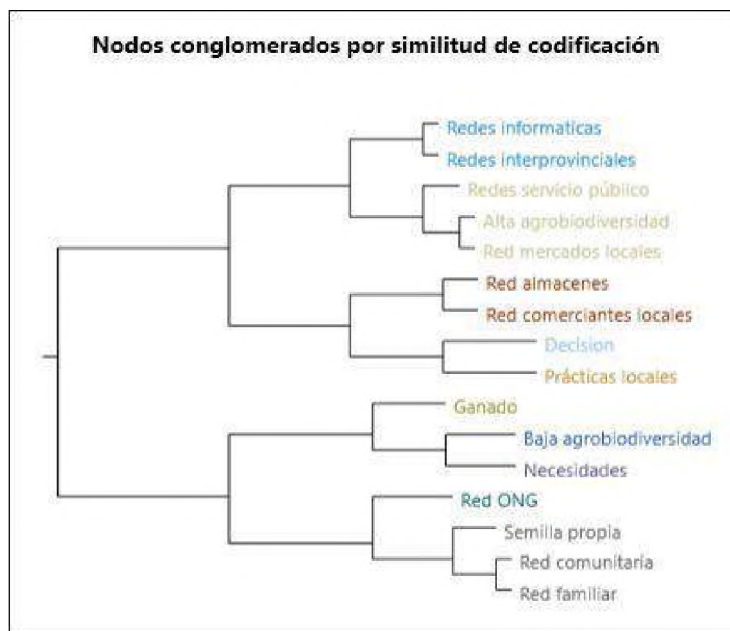 Nodos conglomerados por similitud de codificación
Redes informaticas
Redes interprovinciales
Redes servicio público
Alta agrobiodiversidad
Red mercados locales
Red almacenes
Red comerciantes locales
Decision
Prácticas locales
Ganado
Baja agrobiodiversidad
Necesidades
Red ONG
Semilla propia
Red comunitaria
Red familiar